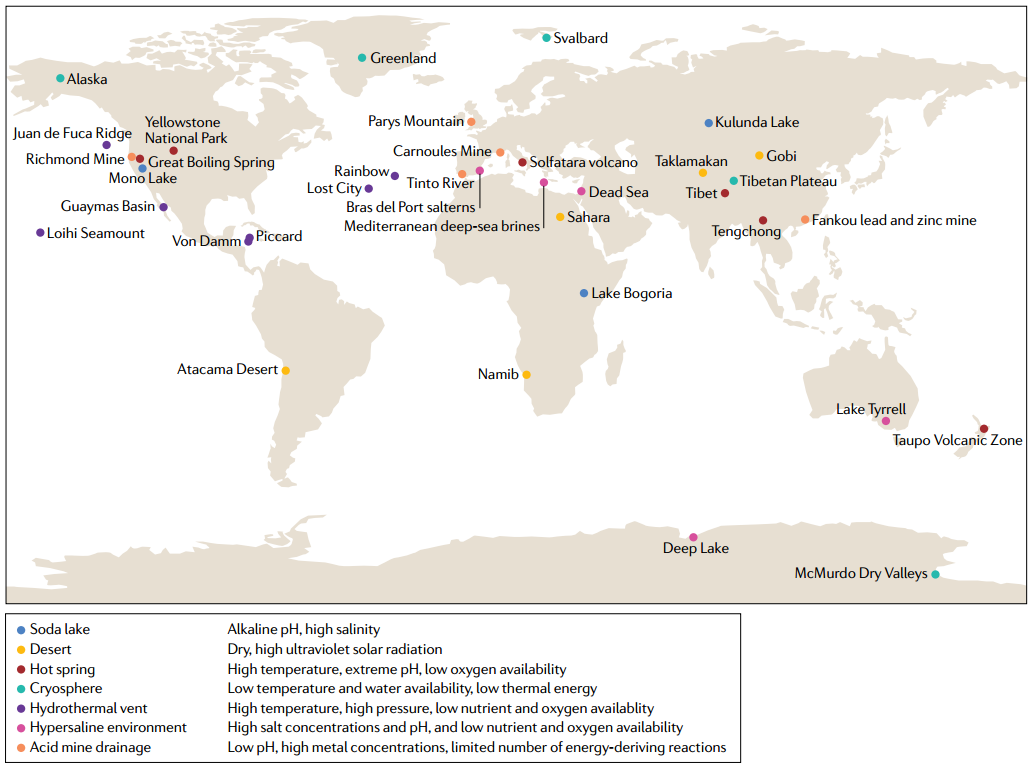 Svalbard
Greenland
Alaska
Parys Mountain
Kulunda Lake
Yellowstone
National Park
Juan de Fuca Ridge
Richmond Mine
Great Boiling Spring
Mono Lake
Carnoules Mine
Solfatara volcano
Taklamakan
Gobi
Rainbow
Lost City
Tinto River
Tibetan Plateau
Tibet
Dead Sea
Guaymas Basin
Bras del Port salterns
Mediterranean deep-sea brines
Sahara
Fankou lead and zinc mine
Tengchong
Loihi Seamount
Von Damm
Piccard
Lake Bogoria
Atacama Desert
Namib
Lake Tyrrell
Taupo Volcanic Zone
Deep Lake
McMurdo Dry Valleys
Soda lake Alkaline pH, high salinity
Desert Dry, high ultraviolet solar radiation
Hot spring High temperature, extreme pH, low oxygen availability
Cryosphere Low temperature and water availability, low thermal energy
Hydrothermal vent High temperature, high pressure, low nutrient and oxygen availablity
Hypersaline environment High salt concentrations and pH, and low nutrient and oxygen availability
Acid mine drainage Low pH, high metal concentrations, limited number of energy-deriving reactions